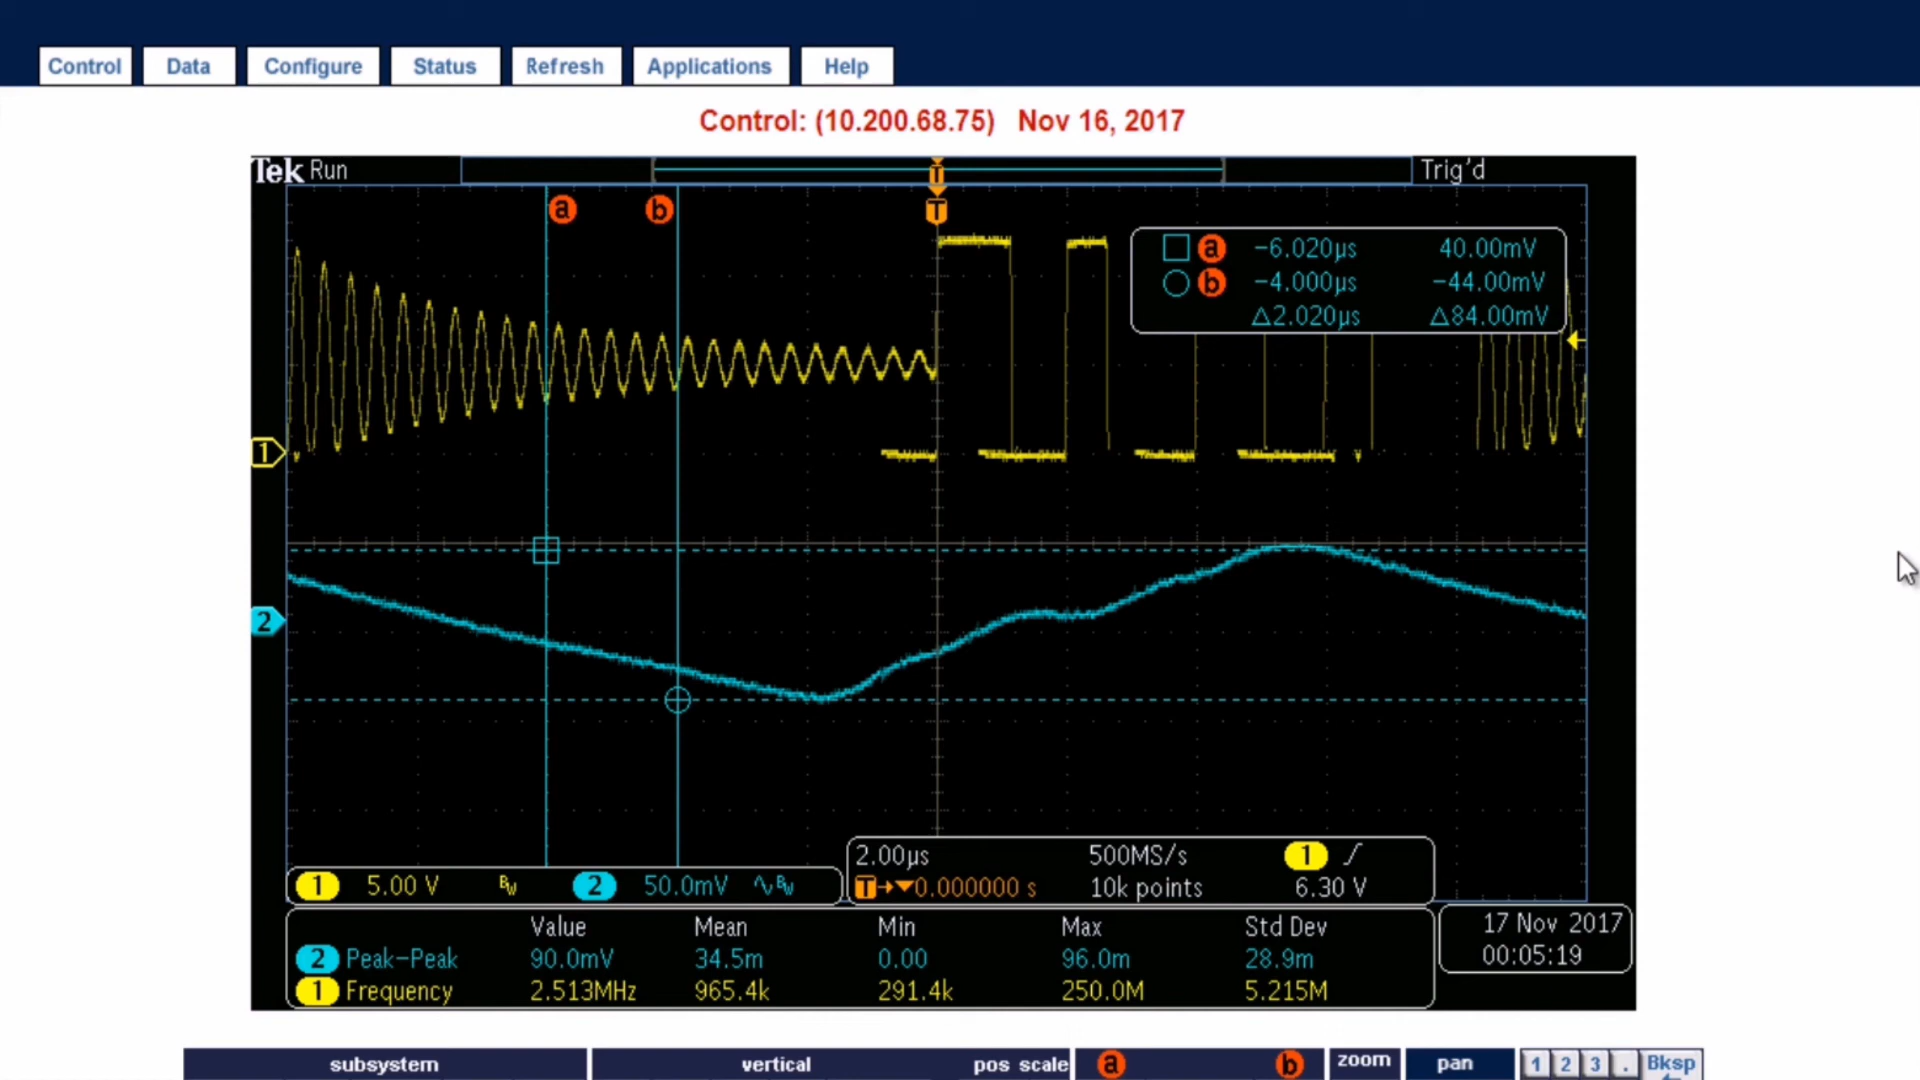 Control Data Configure Status Refresh Applications Help
Control: (10.200.68.75) Nov 16, 2017
Tek Run Trig'd
T
a b T
a −6.020µs 40.00mV
b −4.000µs −44.00mV
Δ2.020µs Δ84.00mV
1
2
1 5.00 V BW 2 50.0mV BW
2.00µs 500MS/s 1
T→▼0.000000 s 10k points 6.30 V
Value Mean Min Max Std Dev
2 Peak−Peak 90.0mV 34.5m 0.00 96.0m 28.9m
1 Frequency 2.513MHz 965.4k 291.4k 250.0M 5.215M
17 Nov 2017
00:05:19
subsystem vertical pos scale a b zoom pan 1 2 3 . Bksp